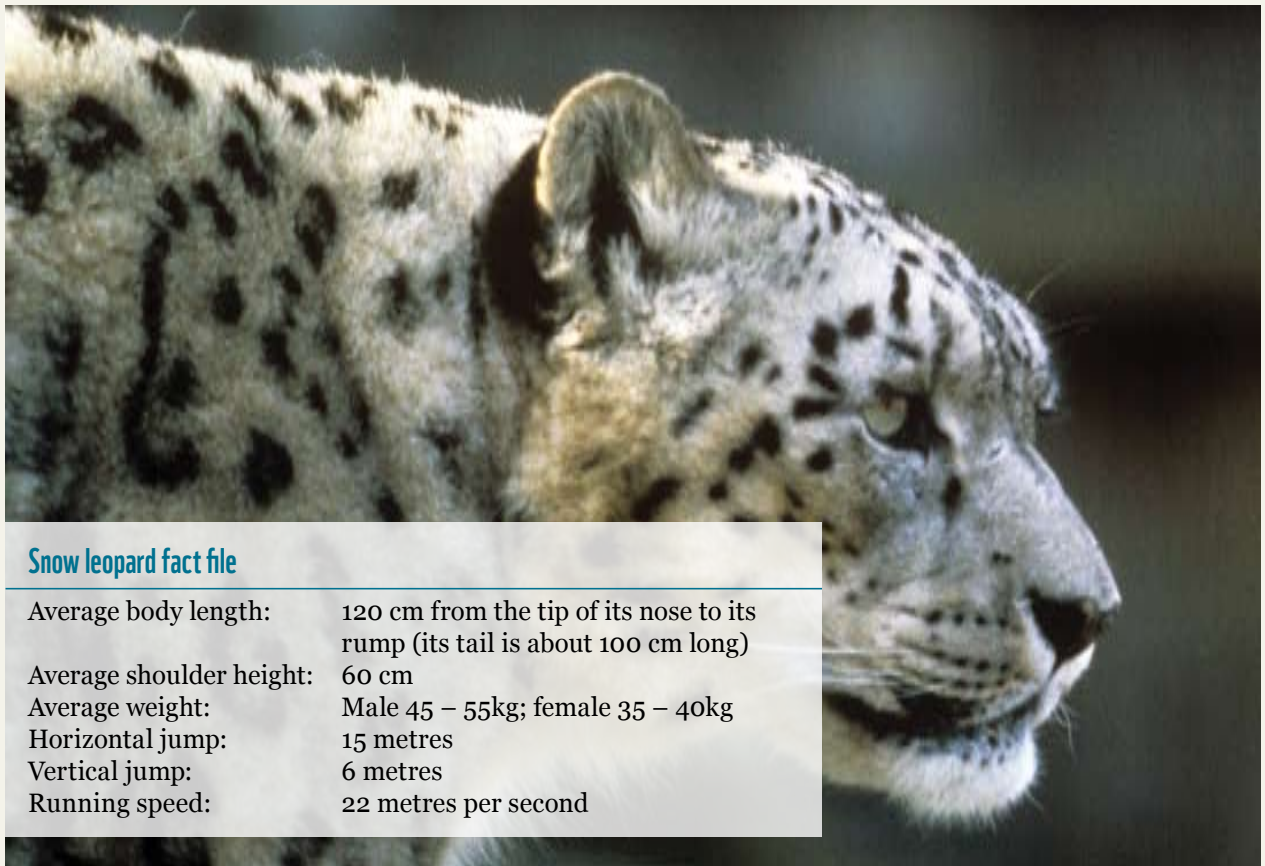 Snow leopard fact file
Average body length: 120 cm from the tip of its nose to its
rump (its tail is about 100 cm long)
Average shoulder height: 60 cm
Average weight: Male 45 – 55kg; female 35 – 40kg
Horizontal jump: 15 metres
Vertical jump: 6 metres
Running speed: 22 metres per second